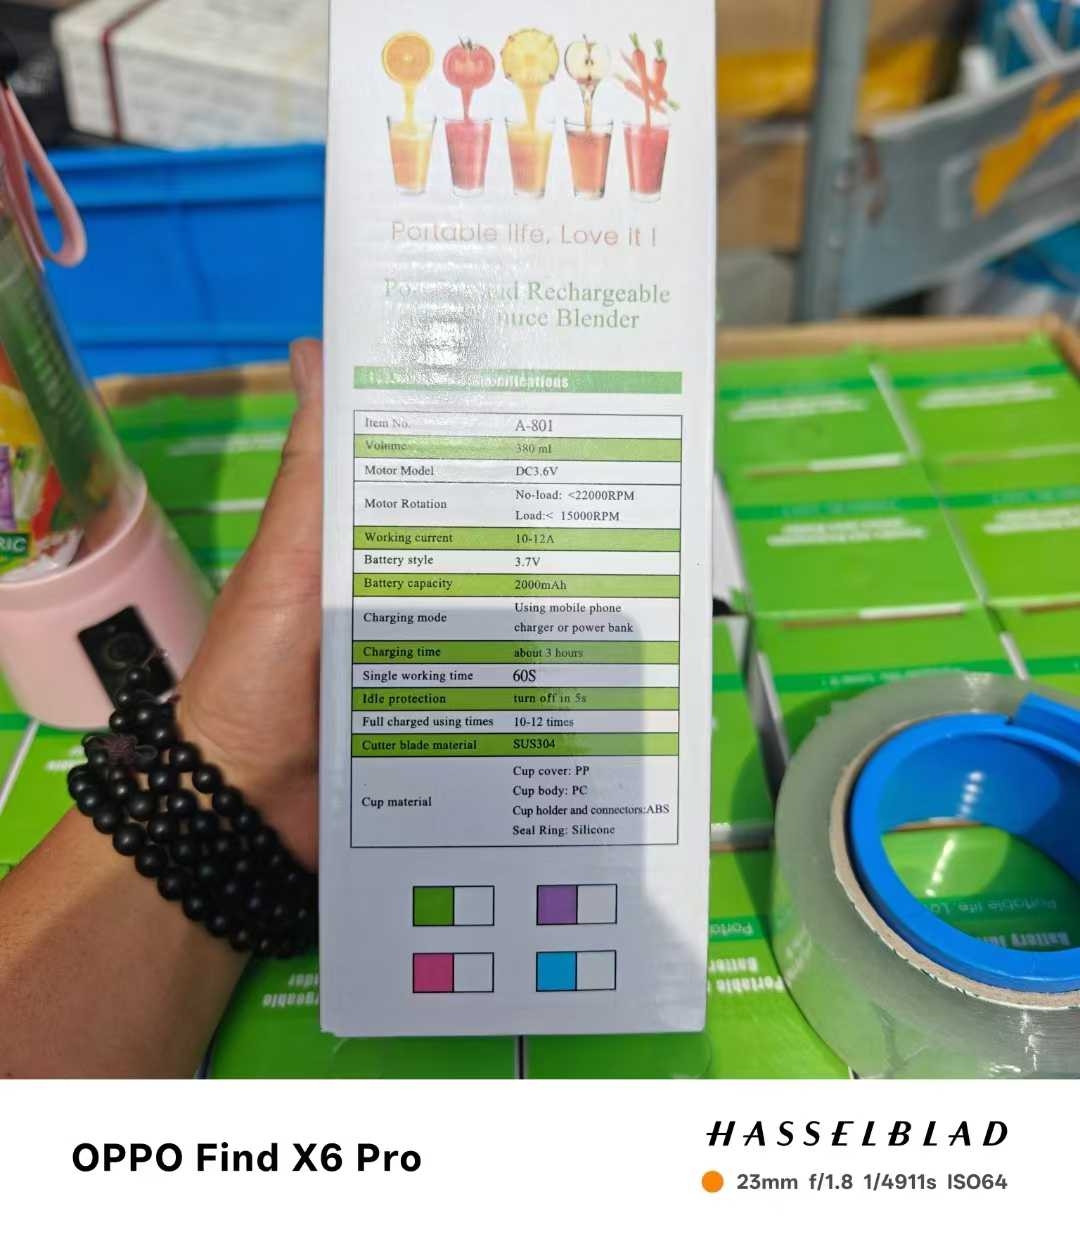 Portable life, Love it !
Rechargeable
Blender
Item No. A-801
Volume 380 ml
Motor Model DC3.6V
Motor Rotation No-load: <22000RPM
Load:< 15000RPM
Working current 10-12A
Battery style 3.7V
Battery capacity 2000mAh
Charging mode Using mobile phone
charger or power bank
Charging time about 3 hours
Single working time 60S
Idle protection turn off in 5s
Full charged using times 10-12 times
Cutter blade material SUS304
Cup material Cup cover: PP
Cup body: PC
Cup holder and connectors:ABS
Seal Ring: Silicone
Portable life, Lo
Battery
OPPO Find X6 Pro
HASSELBLAD
23mm f/1.8 1/4911s ISO64